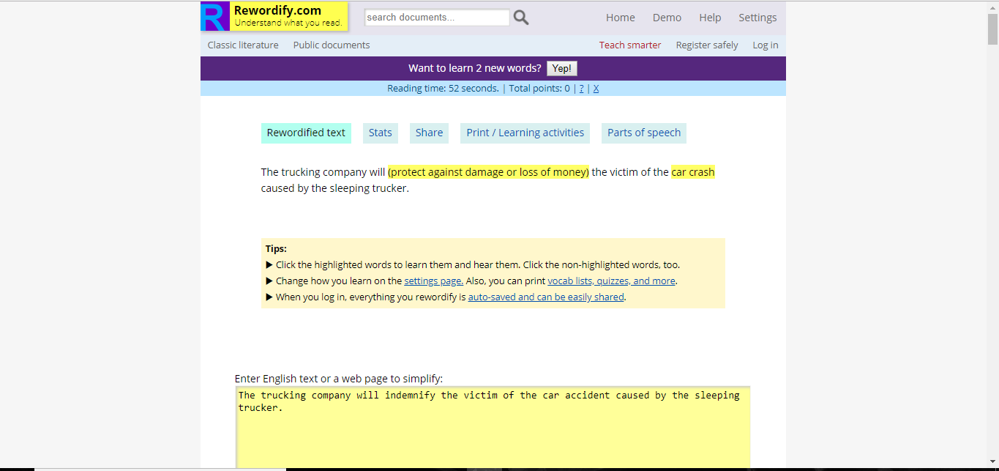 Rewordify.com
Understand what you read.
search documents...
Home Demo Help Settings
Classic literature Public documents Teach smarter Register safely Log in
Want to learn 2 new words? Yep!
Reading time: 52 seconds. | Total points: 0 | ? | X
Rewordified text Stats Share Print / Learning activities Parts of speech
The trucking company will (protect against damage or loss of money) the victim of the car crash
caused by the sleeping trucker.
Tips:
▶ Click the highlighted words to learn them and hear them. Click the non-highlighted words, too.
▶ Change how you learn on the settings page. Also, you can print vocab lists, quizzes, and more.
▶ When you log in, everything you rewordify is auto-saved and can be easily shared.
Enter English text or a web page to simplify:
The trucking company will indemnify the victim of the car accident caused by the sleeping
trucker.